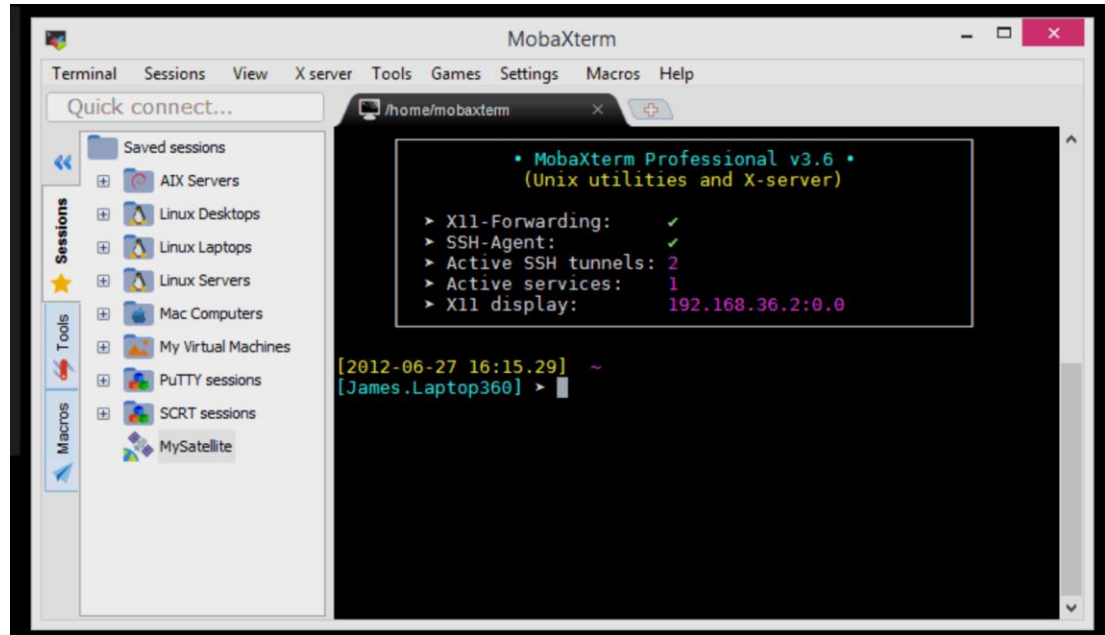 MobaXterm
Terminal Sessions View X server Tools Games Settings Macros Help
Quick connect...
/home/mobaxterm
Sessions
Tools
Macros
Saved sessions
AIX Servers
Linux Desktops
Linux Laptops
Linux Servers
Mac Computers
My Virtual Machines
PuTTY sessions
SCRT sessions
MySatellite
• MobaXterm Professional v3.6 •
(Unix utilities and X-server)
➤ X11-Forwarding: ✔
➤ SSH-Agent: ✔
➤ Active SSH tunnels: 2
➤ Active services: 1
➤ X11 display: 192.168.36.2:0.0
[2012-06-27 16:15.29] ~
[James.Laptop360] ➤